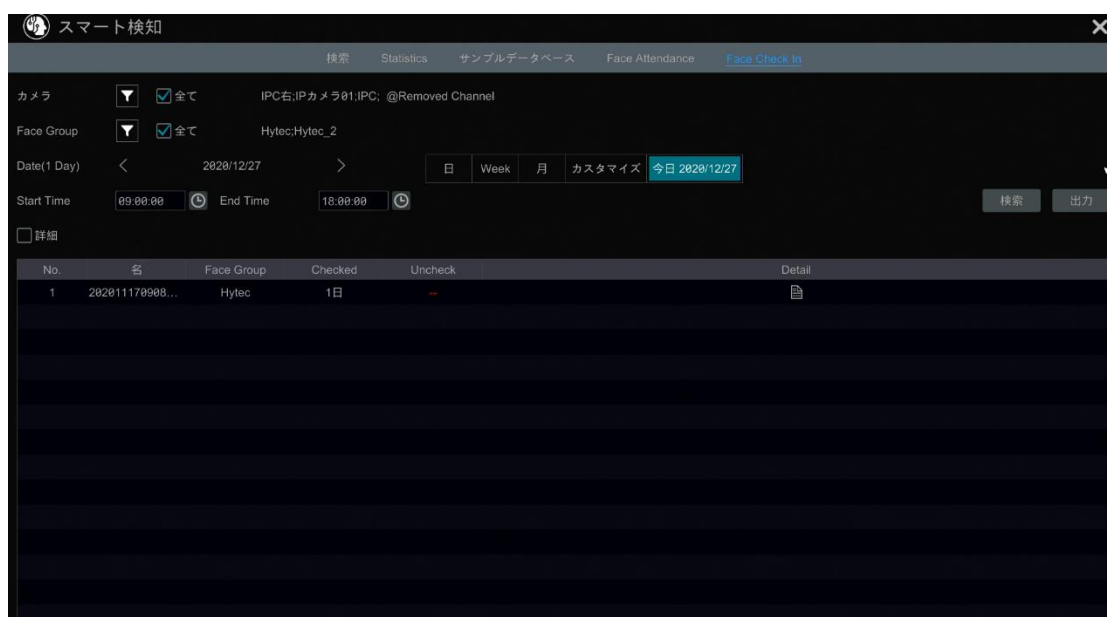 スマート検知
検索 Statistics サンプルデータベース Face Attendance Face Check In
カメラ 全て IPC右;IPカメラ01;IPC; @Removed Channel
Face Group 全て Hytec;Hytec_2
Date(1 Day) < 2020/12/27 > 日 Week 月 カスタマイズ 今日 2020/12/27
Start Time 09:00:00 End Time 18:00:00 検索 出力
詳細
No. 名 Face Group Checked Uncheck Detail
1 202011170908... Hytec 1日 --